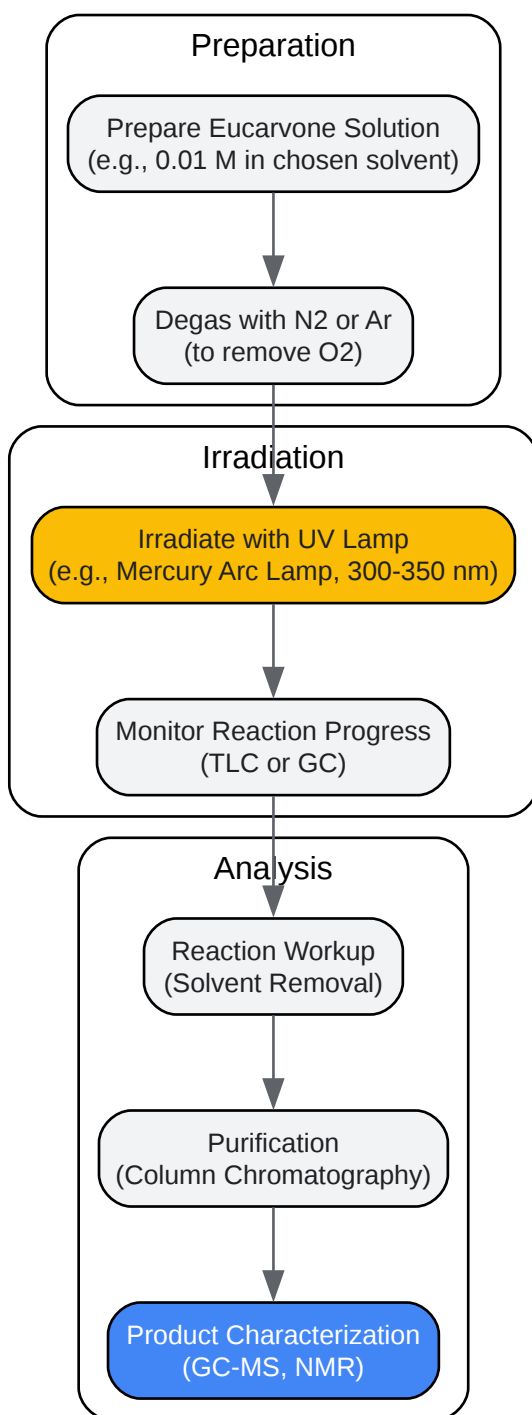 Preparation
Prepare Eucarvone Solution
(e.g., 0.01 M in chosen solvent)
Degas with N2 or Ar
(to remove O2)
Irradiation
Irradiate with UV Lamp
(e.g., Mercury Arc Lamp, 300-350 nm)
Monitor Reaction Progress
(TLC or GC)
Analysis
Reaction Workup
(Solvent Removal)
Purification
(Column Chromatography)
Product Characterization
(GC-MS, NMR)